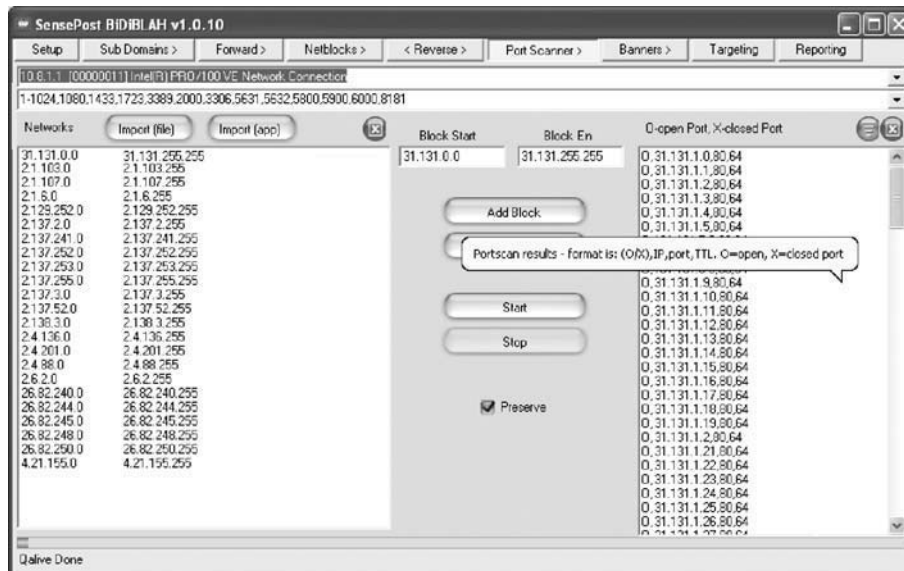 SensePost BiDiBLAH v1.0.10
Setup Sub Domains > Forward > Netblocks > < Reverse > Port Scanner > Banners > Targeting Reporting
10.8.1.1 [00000011] Intel(R) PRO/100 VE Network Connection
1-1024,1080,1433,1723,3389,2000,3306,5631,5632,5800,5900,6000,8181
Networks Import (file) Import (app)
31.131.0.0 31.131.255.255
2.1.103.0 2.1.103.255
2.1.107.0 2.1.107.255
2.1.6.0 2.1.6.255
2.129.252.0 2.129.252.255
2.137.2.0 2.137.2.255
2.137.241.0 2.137.241.255
2.137.252.0 2.137.252.255
2.137.253.0 2.137.253.255
2.137.255.0 2.137.255.255
2.137.3.0 2.137.3.255
2.137.52.0 2.137.52.255
2.138.3.0 2.138.3.255
2.4.136.0 2.4.136.255
2.4.201.0 2.4.201.255
2.4.88.0 2.4.88.255
2.6.2.0 2.6.2.255
26.82.240.0 26.82.240.255
26.82.244.0 26.82.244.255
26.82.245.0 26.82.245.255
26.82.248.0 26.82.248.255
26.82.250.0 26.82.250.255
4.21.155.0 4.21.155.255
Block Start Block En
31.131.0.0 31.131.255.255
Add Block
Start
Stop
Preserve
O-open Port, X-closed Port
O,31.131.1.0,80,64
O,31.131.1.1,80,64
O,31.131.1.2,80,64
O,31.131.1.3,80,64
O,31.131.1.4,80,64
O,31.131.1.5,80,64
Portscan results - format is: (O/X),IP,port,TTL. O=open, X=closed port
O,31.131.1.9,80,64
O,31.131.1.10,80,64
O,31.131.1.11,80,64
O,31.131.1.12,80,64
O,31.131.1.13,80,64
O,31.131.1.14,80,64
O,31.131.1.15,80,64
O,31.131.1.16,80,64
O,31.131.1.17,80,64
O,31.131.1.18,80,64
O,31.131.1.19,80,64
O,31.131.1.2,80,64
O,31.131.1.21,80,64
O,31.131.1.22,80,64
O,31.131.1.23,80,64
O,31.131.1.24,80,64
O,31.131.1.25,80,64
O,31.131.1.26,80,64
Qalive Done